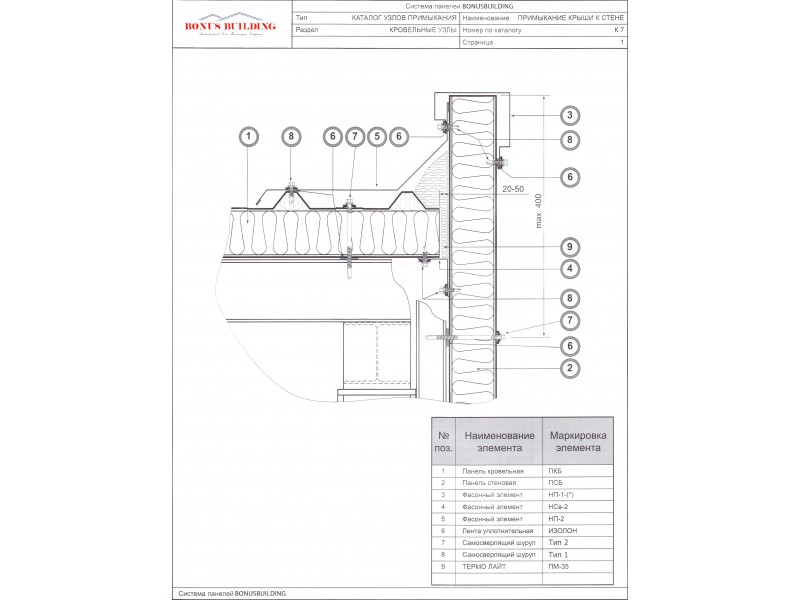 BONUS BUILDING
Система панелей BONUSBUILDING
Тип КАТАЛОГ УЗЛОВ ПРИМЫКАНИЯ Наименование ПРИМЫКАНИЕ КРЫШИ К СТЕНЕ
Раздел КРОВЕЛЬНЫЕ УЗЛЫ Номер по каталогу К 7
Страница 1
1 8 6 7 5 6
3
8
6
20-50
max. 400
9
4
8
7
6
2
№ поз. Наименование элемента Маркировка элемента
1 Панель кровельная ПКБ
2 Панель стеновая ПСБ
3 Фасонный элемент НП-1-(*)
4 Фасонный элемент НСв-2
5 Фасонный элемент НП-2
6 Лента уплотнительная ИЗОЛОН
7 Самосверлящий шуруп Тип 2
8 Самосверлящий шуруп Тип 1
9 ТЕРМО ЛАЙТ ПМ-35
Система панелей BONUSBUILDING